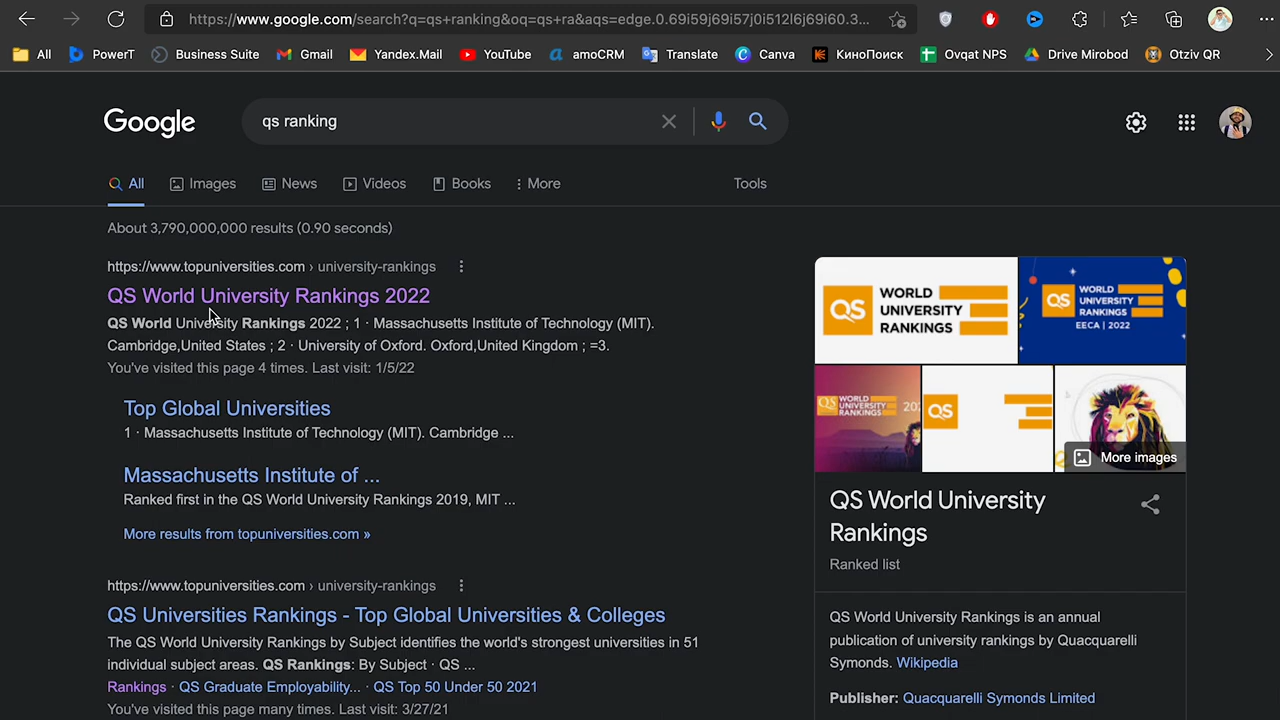 https://www.google.com/search?q=qs+ranking&oq=qs+ra&aqs=edge.0.69i59j69i57j0i512l6j69i60.3...
All PowerT Business Suite Gmail Yandex.Mail YouTube amoCRM Translate Canva КиноПоиск Ovqat NPS Drive Mirobod Otziv QR
Google qs ranking
All Images News Videos Books More Tools
About 3,790,000,000 results (0.90 seconds)
https://www.topuniversities.com › university-rankings
QS World University Rankings 2022
QS World University Rankings 2022 ; 1 · Massachusetts Institute of Technology (MIT).
Cambridge,United States ; 2 · University of Oxford. Oxford,United Kingdom ; =3.
You've visited this page 4 times. Last visit: 1/5/22
Top Global Universities
1 · Massachusetts Institute of Technology (MIT). Cambridge ...
Massachusetts Institute of ...
Ranked first in the QS World University Rankings 2019, MIT ...
More results from topuniversities.com »
https://www.topuniversities.com › university-rankings
QS Universities Rankings - Top Global Universities & Colleges
The QS World University Rankings by Subject identifies the world's strongest universities in 51
individual subject areas. QS Rankings: By Subject · QS ...
Rankings · QS Graduate Employability... · QS Top 50 Under 50 2021
You've visited this page many times. Last visit: 3/27/21
QS WORLD
UNIVERSITY
RANKINGS
QS WORLD
UNIVERSITY
RANKINGS
EECA | 2022
QS WORLD
UNIVERSITY
RANKINGS
202
QS
More images
QS World University
Rankings
Ranked list
QS World University Rankings is an annual
publication of university rankings by Quacquarelli
Symonds. Wikipedia
Publisher: Quacquarelli Symonds Limited